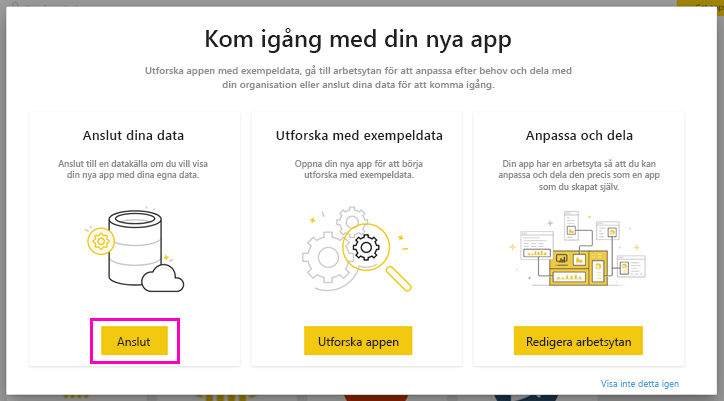 Kom igång med din nya app
Utforska appen med exempeldata, gå till arbetsytan för att anpassa efter behov och dela med
din organisation eller anslut dina data för att komma igång.
Anslut dina data
Anslut till en datakälla om du vill visa
din nya app med dina egna data.
Anslut
Utforska med exempeldata
Öppna din nya app för att börja
utforska med exempeldata.
Utforska appen
Anpassa och dela
Din app har en arbetsyta så att du kan
anpassa och dela den precis som en app
som du skapat själv.
Redigera arbetsytan
Visa inte detta igen